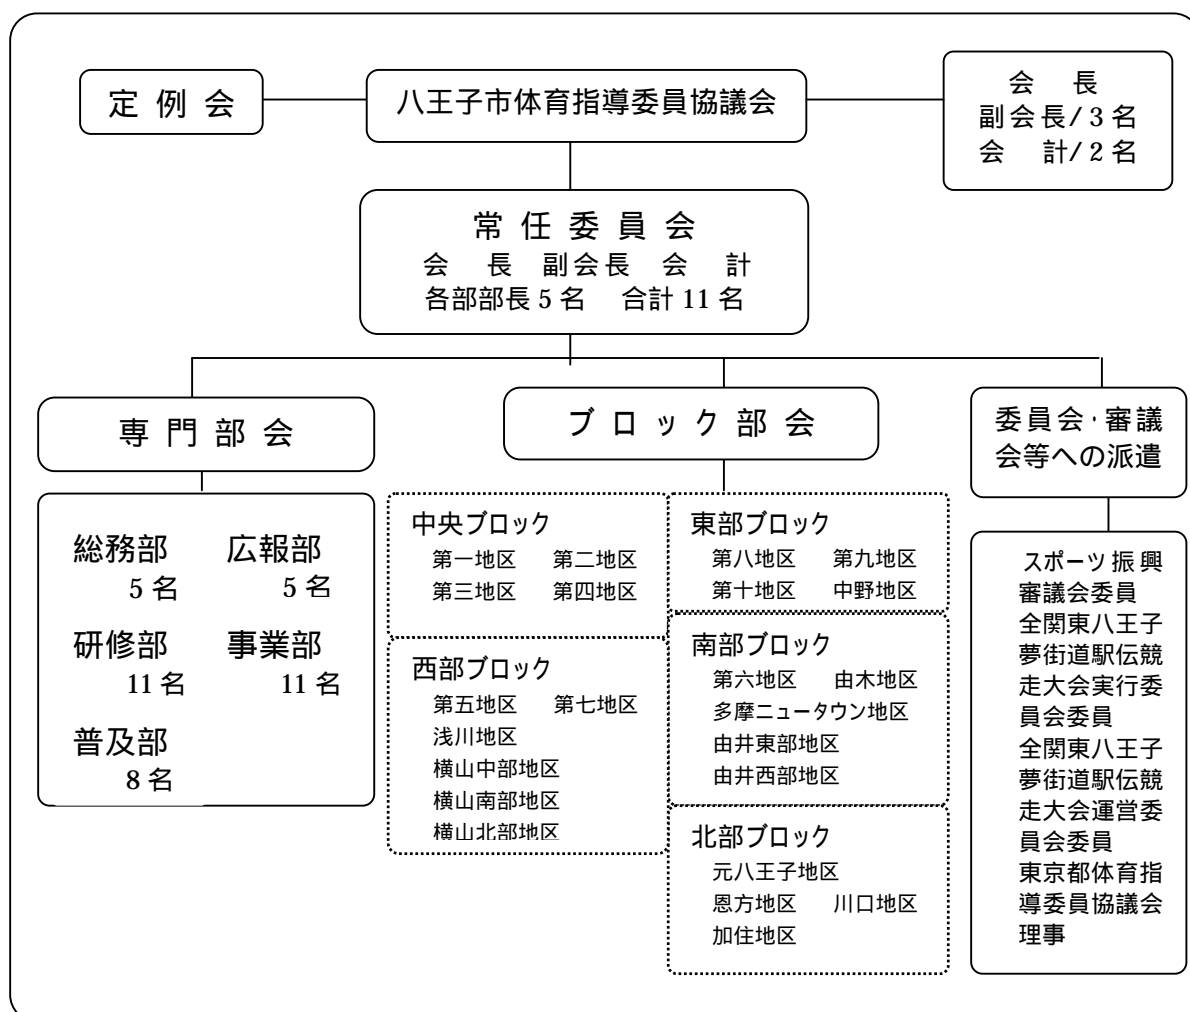 定例会
八王子市体育指導委員協議会
会　長
副会長/3名
会　計/2名
常任委員会
会　長　副会長　会　計
各部部長5名　合計11名
専門部会
ブロック部会
委員会・審議
会等への派遣
総務部　広報部
5名　5名
研修部　事業部
11名　11名
普及部
8名
中央ブロック
第一地区　第二地区
第三地区　第四地区
西部ブロック
第五地区　第七地区
浅川地区
横山中部地区
横山南部地区
横山北部地区
東部ブロック
第八地区　第九地区
第十地区　中野地区
南部ブロック
第六地区　由木地区
多摩ニュータウン地区
由井東部地区
由井西部地区
北部ブロック
元八王子地区
恩方地区　川口地区
加住地区
スポーツ振興
審議会委員
全関東八王子
夢街道駅伝競
走大会実行委
員会委員
全関東八王子
夢街道駅伝競
走大会運営委
員会委員
東京都体育指
導委員協議会
理事